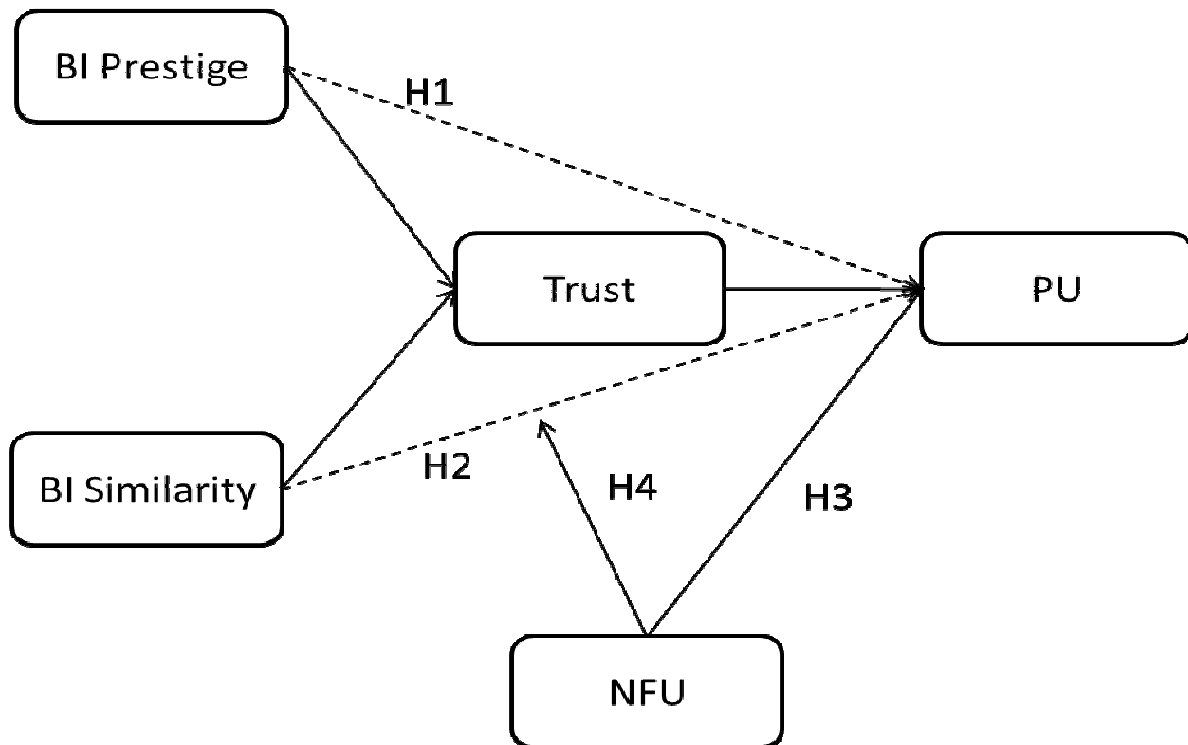 BI Prestige
H1
Trust
PU
H2
BI Similarity
H4
H3
NFU